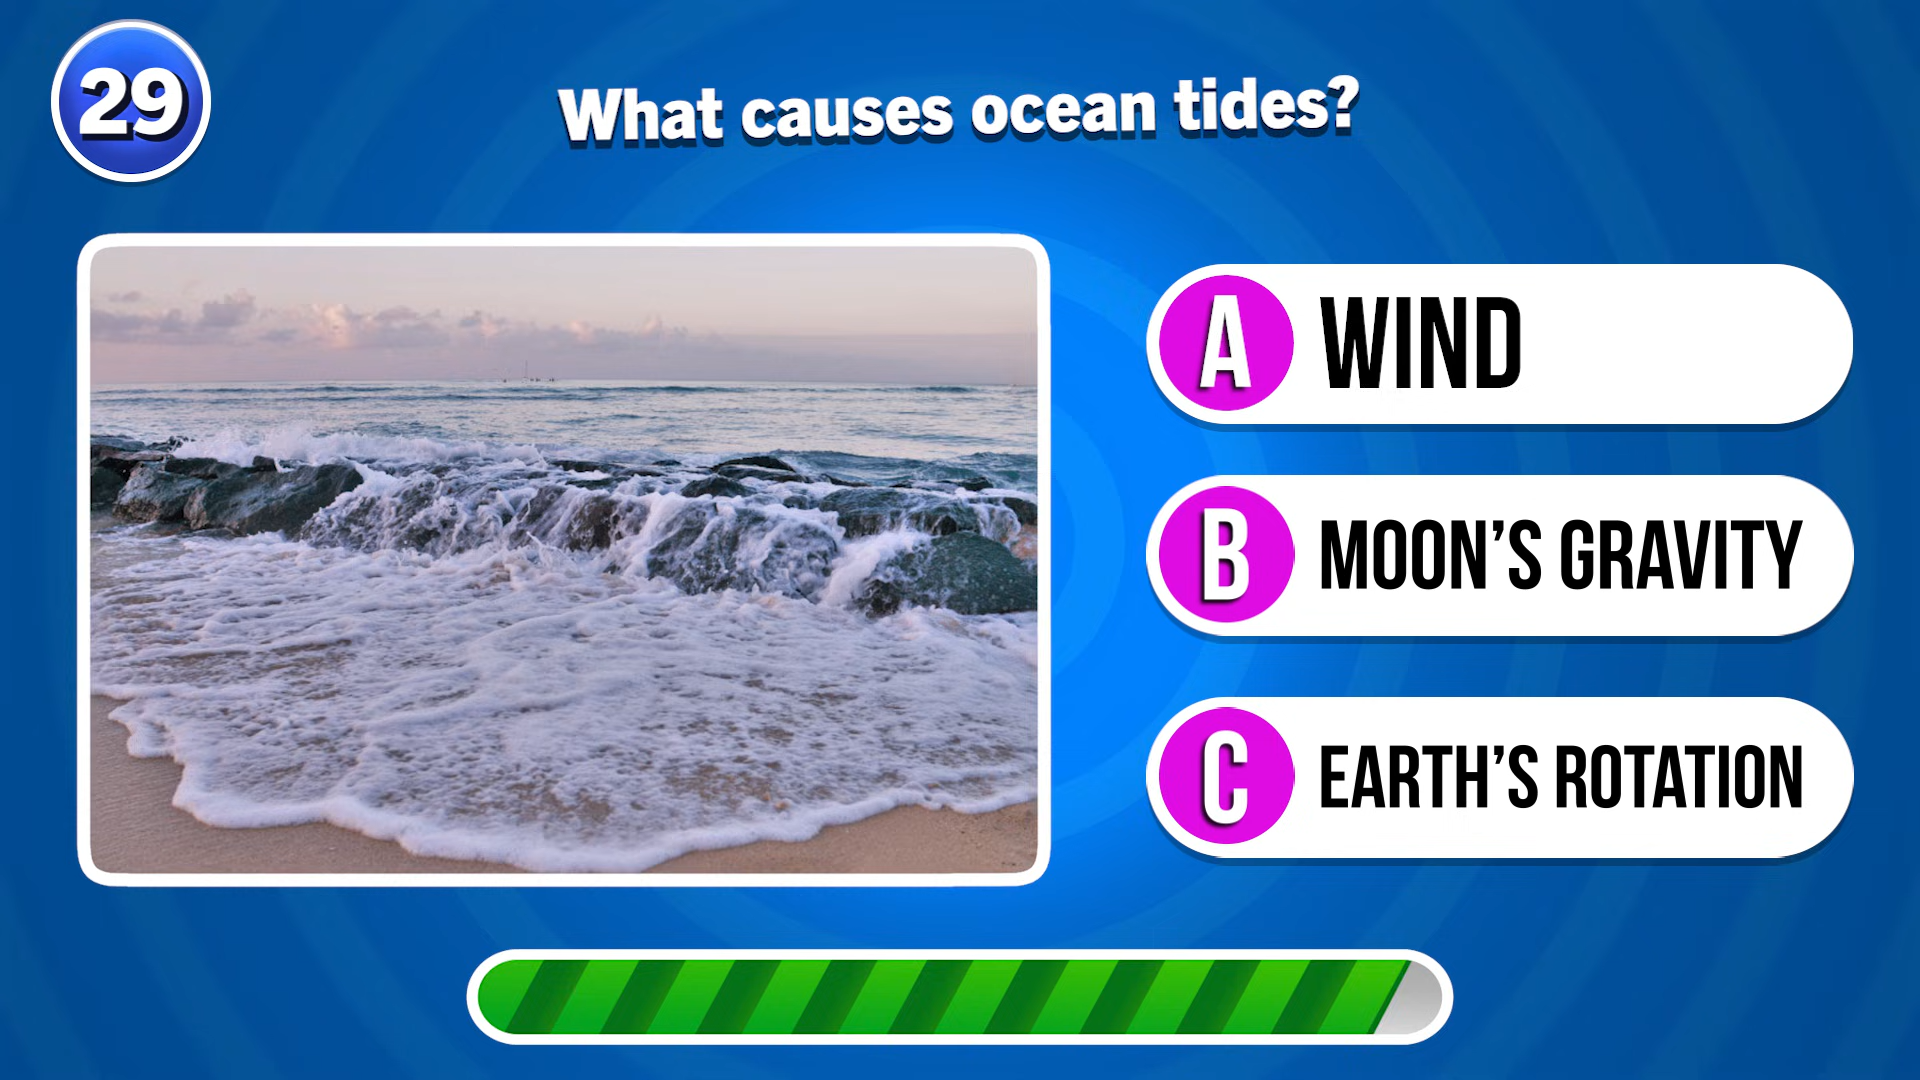 29
What causes ocean tides?
A WIND
B MOON’S GRAVITY
C EARTH’S ROTATION